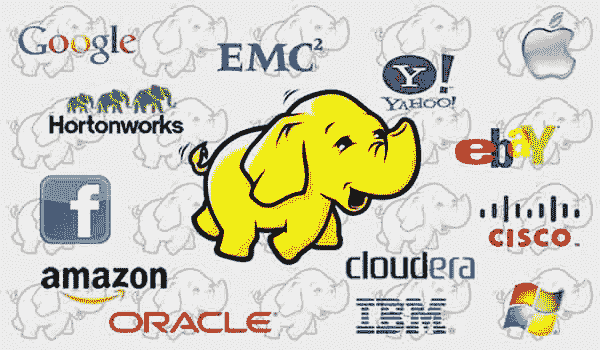 Google
EMC²
Y!
YAHOO!
Hortonworks
ebay
f
CISCO.
amazon
cloudera
ORACLE®
IBM®